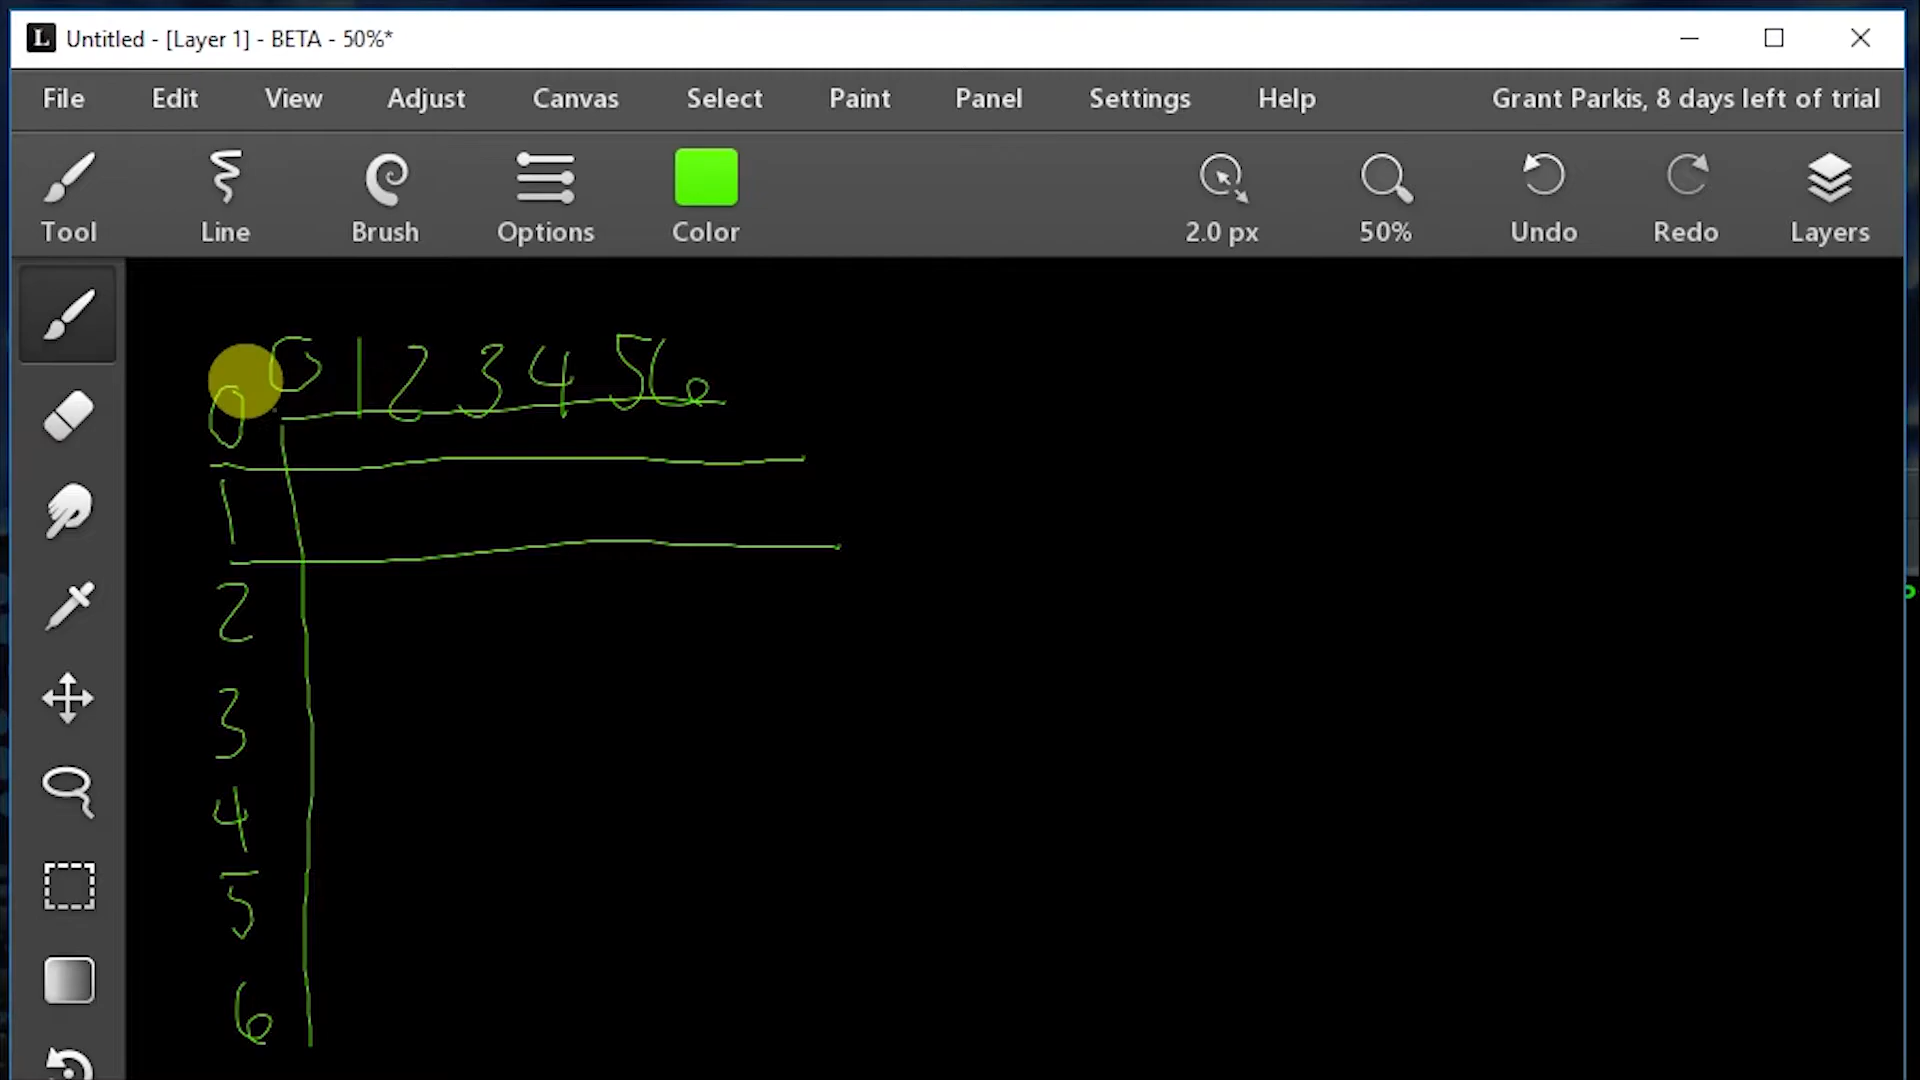 L Untitled - [Layer 1] - BETA - 50%*
File Edit View Adjust Canvas Select Paint Panel Settings Help Grant Parkis, 8 days left of trial
Tool Line Brush Options Color 2.0 px 50% Undo Redo Layers
0 1 2 3 4 5 6
0
1
2
3
4
5
6